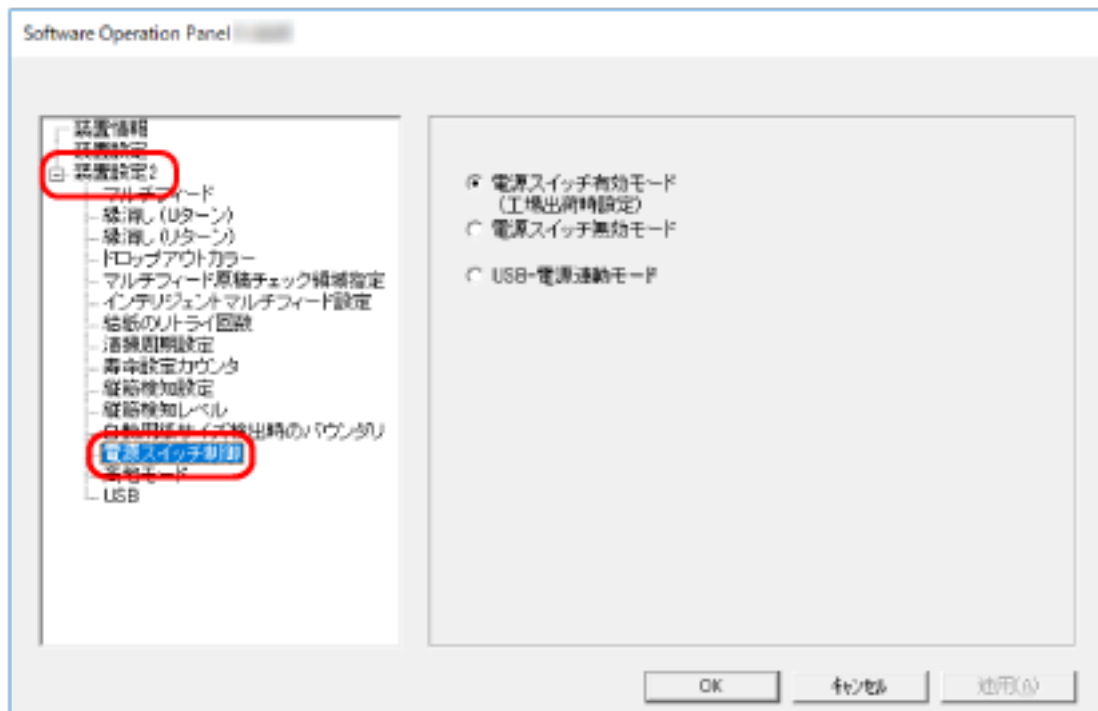 Software Operation Panel
装置情報
装置設定
装置設定2
マルチフィード
縁消し(Uターン)
縁消し(リターン)
ドロップアウトカラー
マルチフィード原稿チェック領域指定
インテリジェントマルチフィード設定
給紙のリトライ回数
清掃周期設定
寿命設定カウンタ
縦筋検知設定
縦筋検知レベル
自動用紙サイズ検出時のバウンダリ
電源スイッチ制御
高地モード
USB
電源スイッチ有効モード
(工場出荷時設定)
電源スイッチ無効モード
USB-電源連動モード
OK
キャンセル
適用(A)